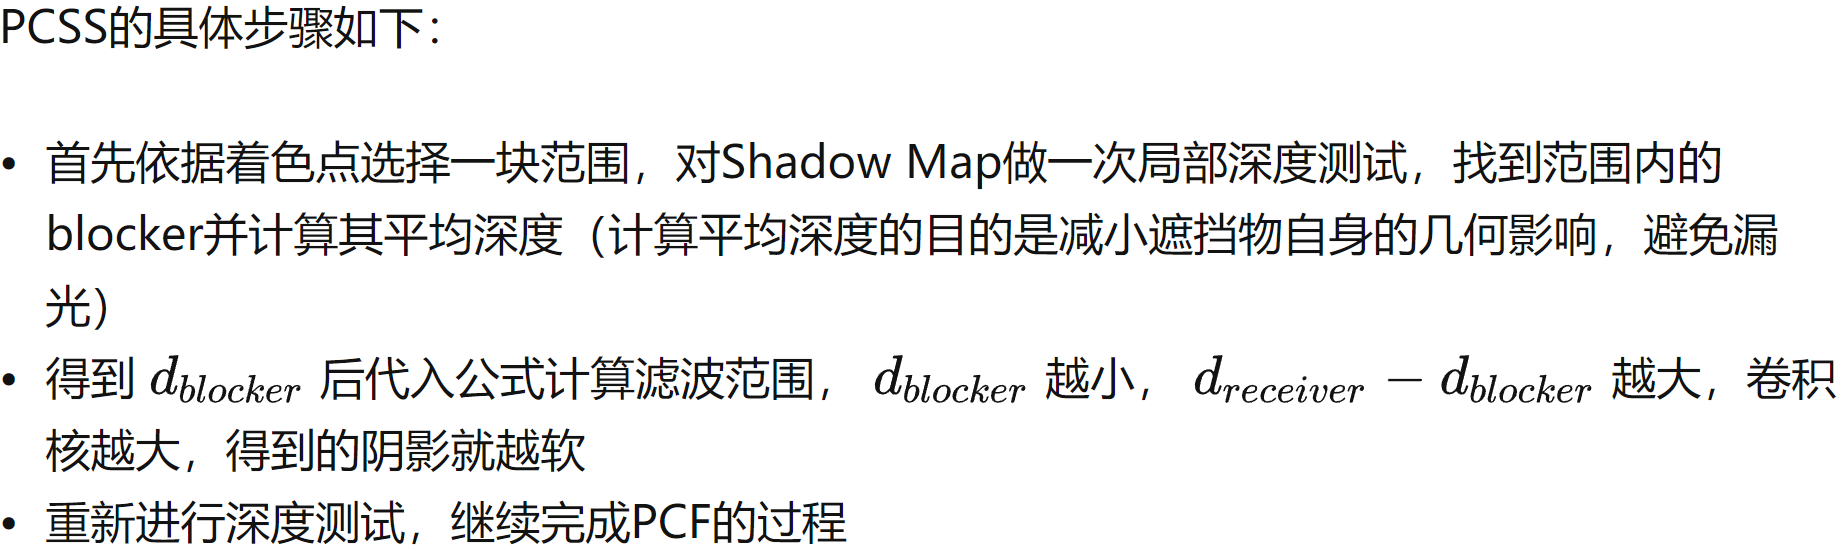 PCSS的具体步骤如下：
• 首先依据着色点选择一块范围，对Shadow Map做一次局部深度测试，找到范围内的
blocker并计算其平均深度（计算平均深度的目的是减小遮挡物自身的几何影响，避免漏
光）
• 得到 d_{blocker} 后代入公式计算滤波范围， d_{blocker} 越小， d_{receiver} − d_{blocker} 越大，卷积
核越大，得到的阴影就越软
• 重新进行深度测试，继续完成PCF的过程